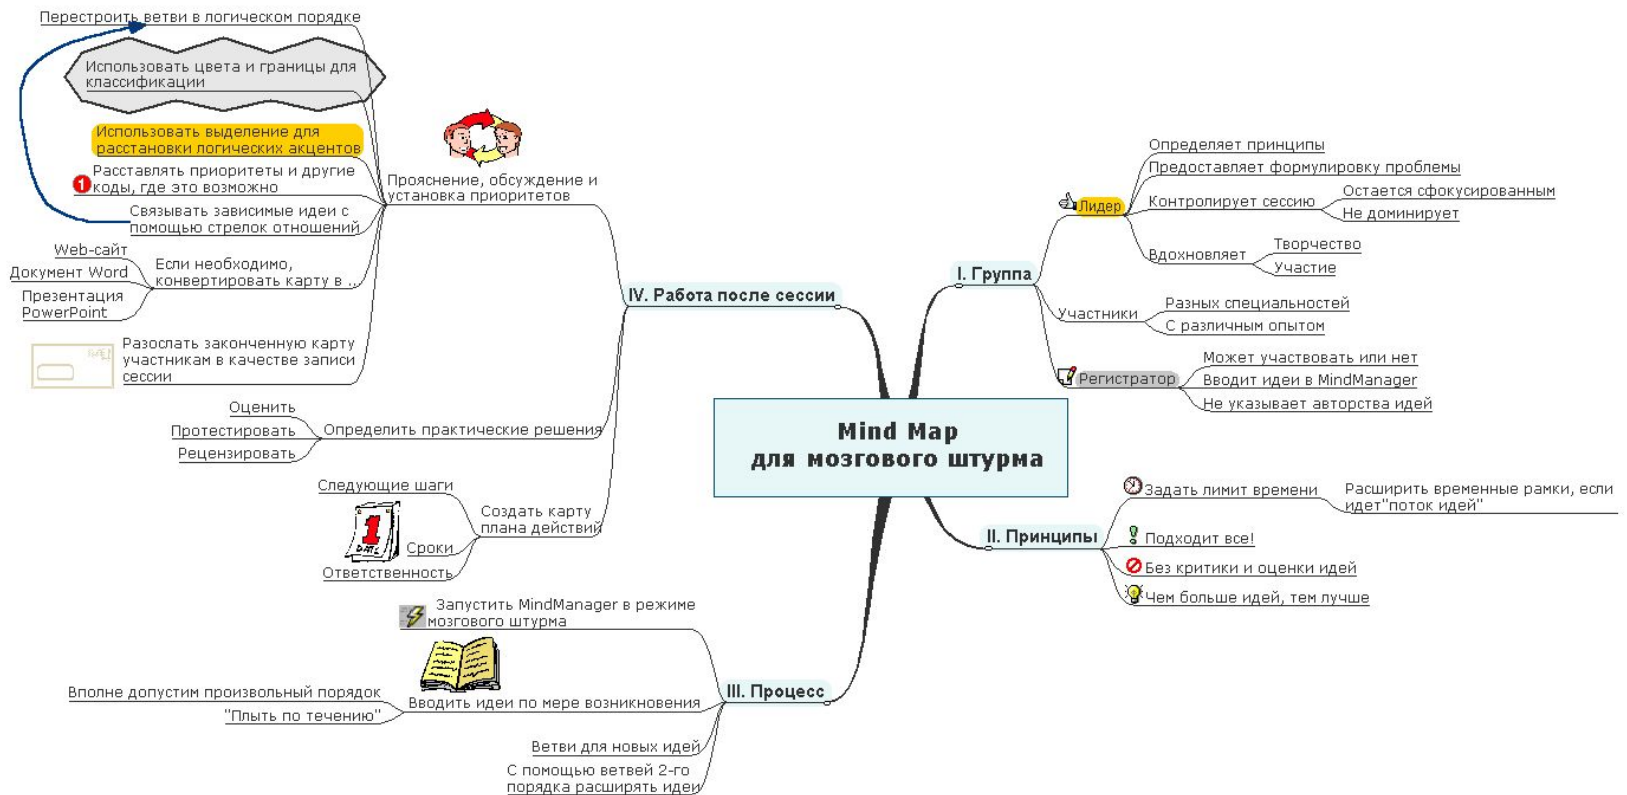 Mind Map
для мозгового штурма
I. Группа
Лидер
Определяет принципы
Предоставляет формулировку проблемы
Контролирует сессию
Остается сфокусированным
Не доминирует
Вдохновляет
Творчество
Участие
Участники
Разных специальностей
С различным опытом
Регистратор
Может участвовать или нет
Вводит идеи в MindManager
Не указывает авторства идей
II. Принципы
Задать лимит времени
Расширить временные рамки, если
идет"поток идей"
Подходит все!
Без критики и оценки идей
Чем больше идей, тем лучше
III. Процесс
Запустить MindManager в режиме
мозгового штурма
Вводить идеи по мере возникновения
Вполне допустим произвольный порядок
"Плыть по течению"
Ветви для новых идей
С помощью ветвей 2-го
порядка расширять идеи
IV. Работа после сессии
Прояснение, обсуждение и
установка приоритетов
Перестроить ветви в логическом порядке
Использовать цвета и границы для
классификации
Использовать выделение для
расстановки логических акцентов
1
Расставлять приоритеты и другие
коды, где это возможно
Связывать зависимые идеи с
помощью стрелок отношений
Если необходимо,
конвертировать карту в ...
Web-сайт
Документ Word
Презентация
PowerPoint
Разослать законченную карту
участникам в качестве записи
сессии
Определить практические решения
Оценить
Протестировать
Рецензировать
Создать карту
плана действий
Следующие шаги
1
Сроки
Ответственность